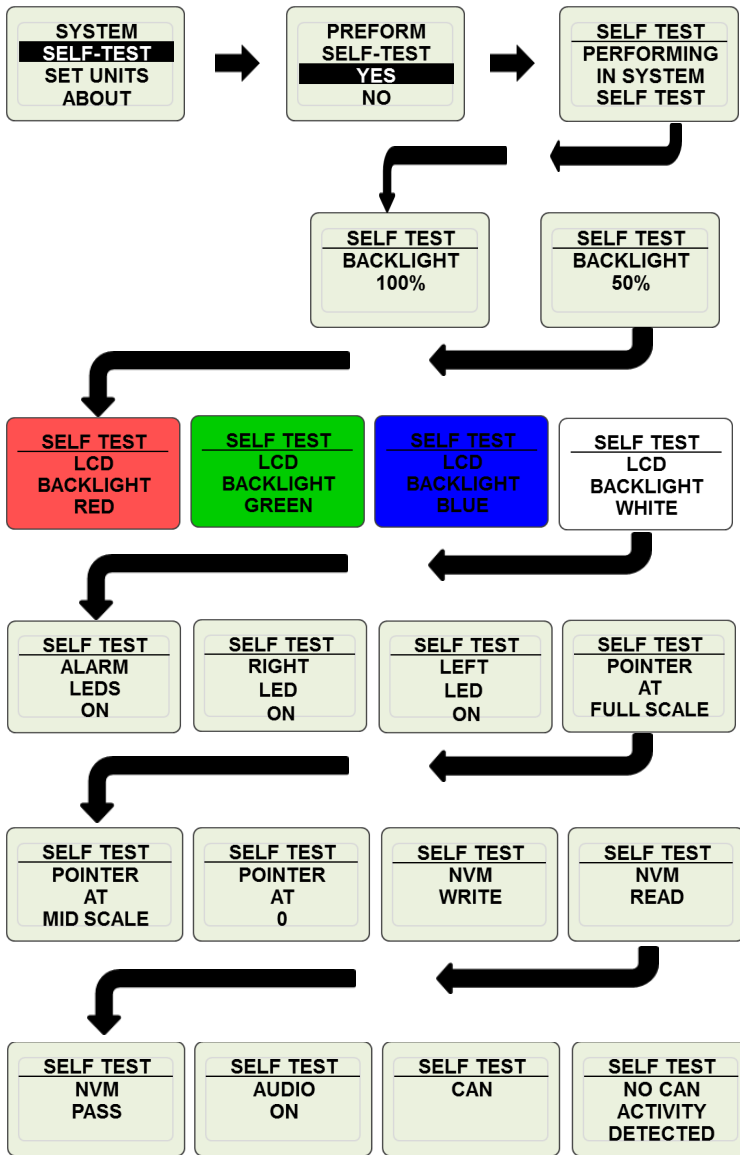 SYSTEM
SELF-TEST
SET UNITS
ABOUT
PREFORM
SELF-TEST
YES
NO
SELF TEST
PERFORMING
IN SYSTEM
SELF TEST
SELF TEST
BACKLIGHT
100%
SELF TEST
BACKLIGHT
50%
SELF TEST
LCD
BACKLIGHT
RED
SELF TEST
LCD
BACKLIGHT
GREEN
SELF TEST
LCD
BACKLIGHT
BLUE
SELF TEST
LCD
BACKLIGHT
WHITE
SELF TEST
ALARM
LEDS
ON
SELF TEST
RIGHT
LED
ON
SELF TEST
LEFT
LED
ON
SELF TEST
POINTER
AT
FULL SCALE
SELF TEST
POINTER
AT
MID SCALE
SELF TEST
POINTER
AT
0
SELF TEST
NVM
WRITE
SELF TEST
NVM
READ
SELF TEST
NVM
PASS
SELF TEST
AUDIO
ON
SELF TEST
CAN
SELF TEST
NO CAN
ACTIVITY
DETECTED